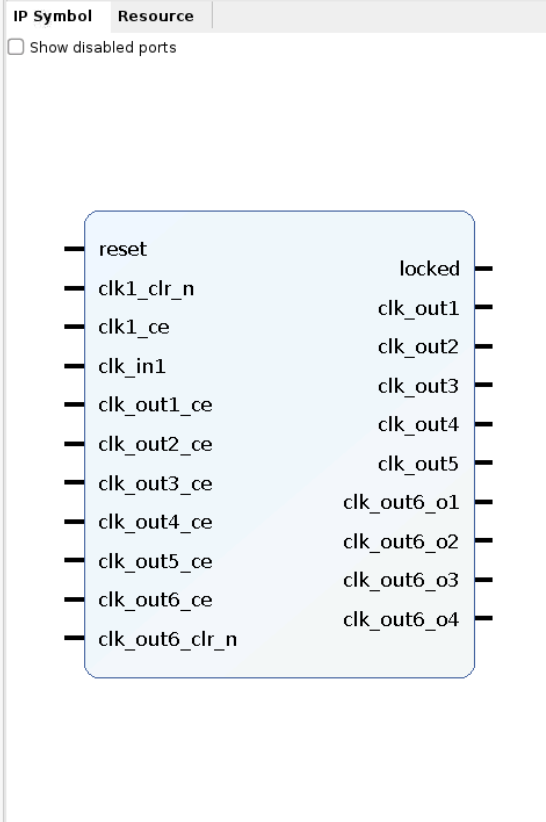 IP Symbol
Resource
Show disabled ports
reset
clk1_clr_n
clk1_ce
clk_in1
clk_out1_ce
clk_out2_ce
clk_out3_ce
clk_out4_ce
clk_out5_ce
clk_out6_ce
clk_out6_clr_n
locked
clk_out1
clk_out2
clk_out3
clk_out4
clk_out5
clk_out6_o1
clk_out6_o2
clk_out6_o3
clk_out6_o4